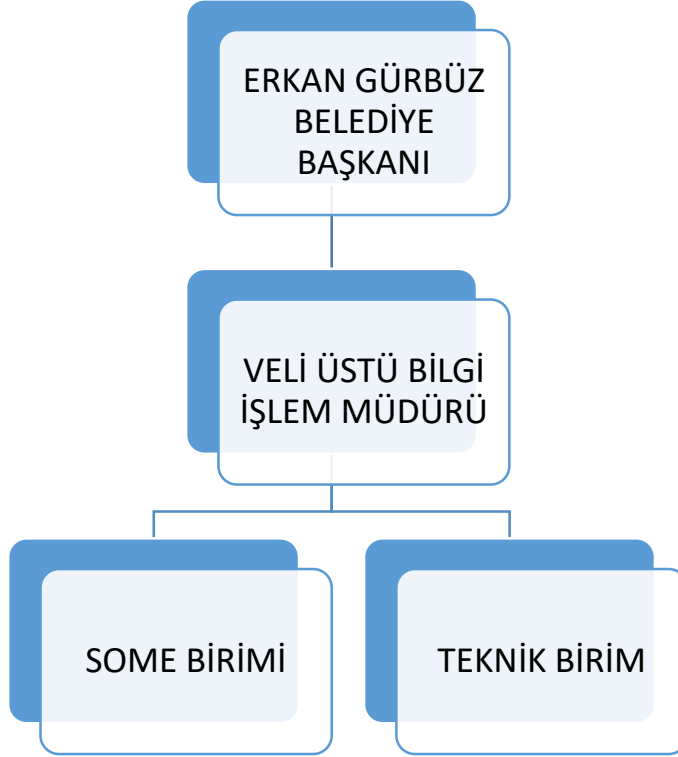 ERKAN GÜRBÜZ
BELEDİYE
BAŞKANI
VELİ ÜSTÜ BİLGİ
İŞLEM MÜDÜRÜ
SOME BİRİMİ
TEKNİK BİRİM